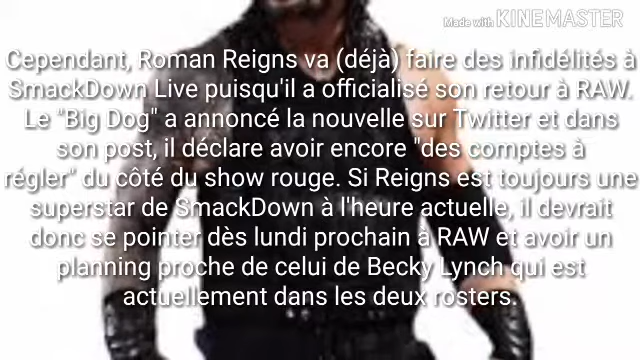 Made with KINEMASTER
Cependant, Roman Reigns va (déjà) faire des infidélités à
SmackDown Live puisqu'il a officialisé son retour à RAW.
Le "Big Dog" a annoncé la nouvelle sur Twitter et dans
son post, il déclare avoir encore "des comptes à
régler" du côté du show rouge. Si Reigns est toujours une
superstar de SmackDown à l'heure actuelle, il devrait
donc se pointer dès lundi prochain à RAW et avoir un
planning proche de celui de Becky Lynch qui est
actuellement dans les deux rosters.